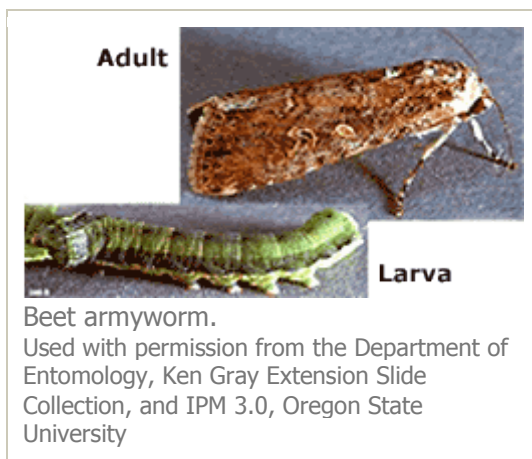 Adult
Larva
Beet armyworm.
Used with permission from the Department of
Entomology, Ken Gray Extension Slide
Collection, and IPM 3.0, Oregon State
University